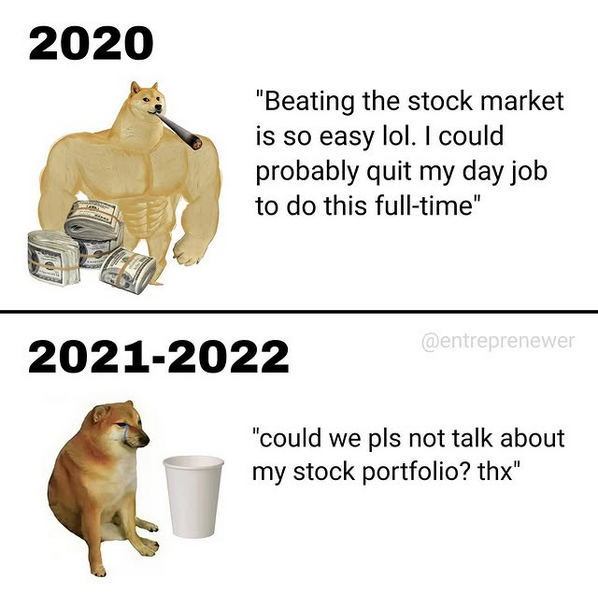 2020
"Beating the stock market
is so easy lol. I could
probably quit my day job
to do this full-time"
@entreprenewer
2021-2022
"could we pls not talk about
my stock portfolio? thx"